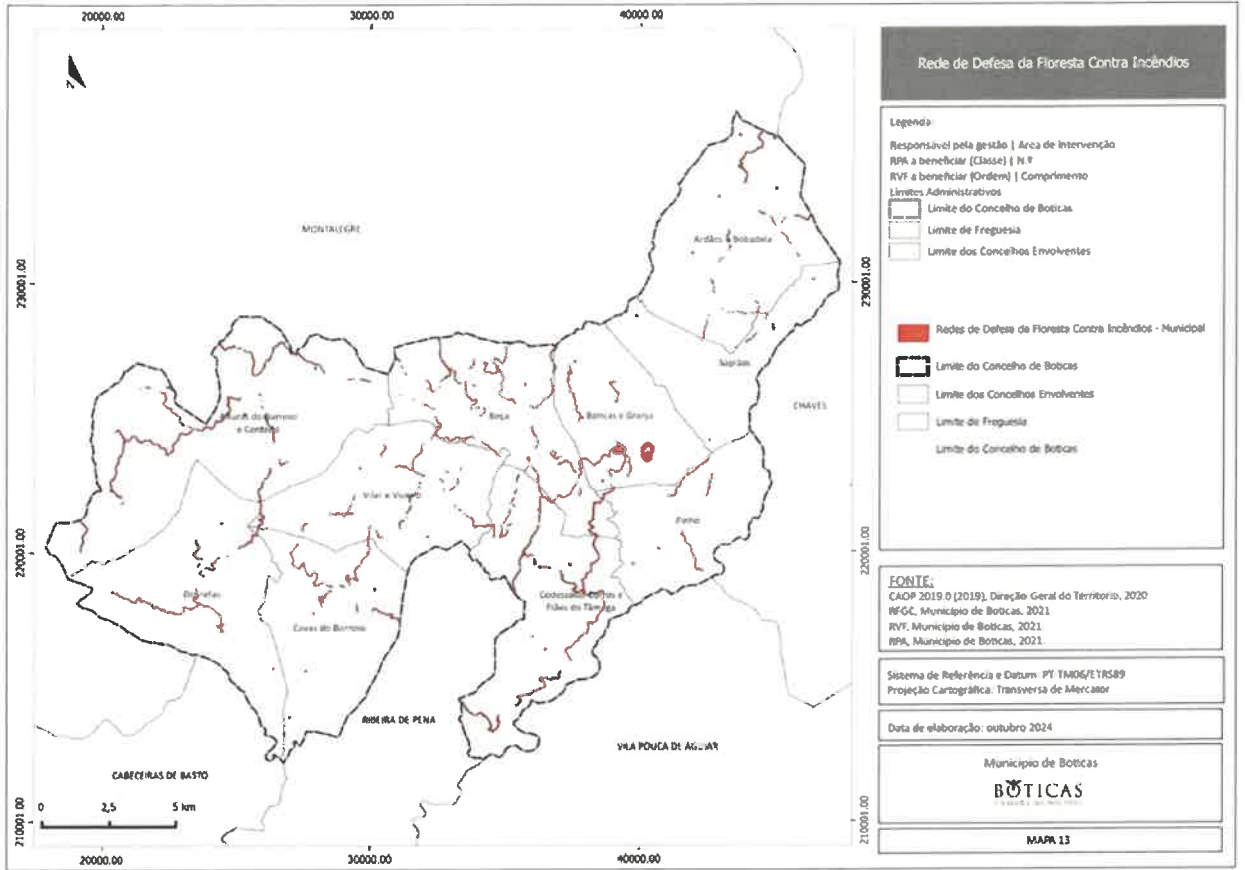 20000.00
30000.00
40000.00
Rede de Defesa da Floresta Contra Incêndios
Legenda
Responsável pela gestão | Área de intervenção
RPA a beneficiar (Classe) | N.º
RVF a beneficiar (Ordem) | Comprimento
Limites Administrativos
Limite do Concelho de Boticas
Limite de Freguesia
Limite dos Concelhos Envolventes
Redes de Defesa da Floresta Contra Incêndios - Municipal
Limite do Concelho de Boticas
Limite dos Concelhos Envolventes
Limite de Freguesia
Limite do Concelho de Boticas
FONTE:
CAOP 2019.0 (2019), Direção Geral do Territorio, 2020
RFGC, Municipio de Boticas, 2021
RVF, Municipio de Boticas, 2021
RPA, Municipio de Boticas, 2021
Sistema de Referência e Datum: PT TM06/ETRS89
Projeção Cartográfica: Transversa de Mercator
Data de elaboração: outubro 2024
Município de Boticas
BOTICAS
MAPA 13
MONTALEGRE
Ardãos e Bobadela
230001.00
230001.00
Sapiãos
CHAVES
Beça
Boticas e Granja
e Cerdedo
Vilar e Viveiro
Pinho
220001.00
220001.00
Dornelas
Covas do Barroso
Codessoso, Curros e
Fiães do Tâmega
RIBEIRA DE PENA
VILA POUCA DE AGUIAR
CABECEIRAS DE BASTO
0 2,5 5 km
210001.00
210001.00
20000.00
30000.00
40000.00